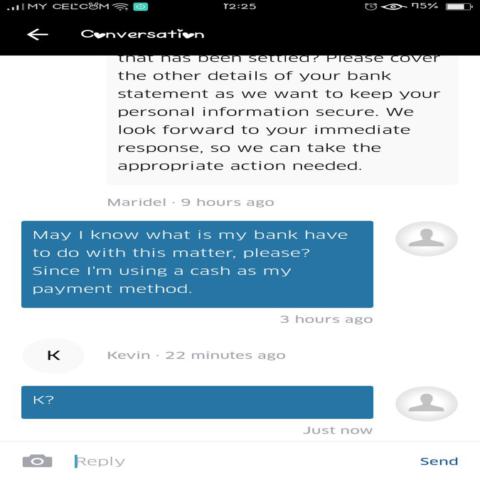 MY CELCOM 12:25 75%
Conversation
that has been settled? Please cover
the other details of your bank
statement as we want to keep your
personal information secure. We
look forward to your immediate
response, so we can take the
appropriate action needed.
Maridel · 9 hours ago
May I know what is my bank have
to do with this matter, please?
Since I'm using a cash as my
payment method.
3 hours ago
K
Kevin · 22 minutes ago
K?
Just now
Reply
Send